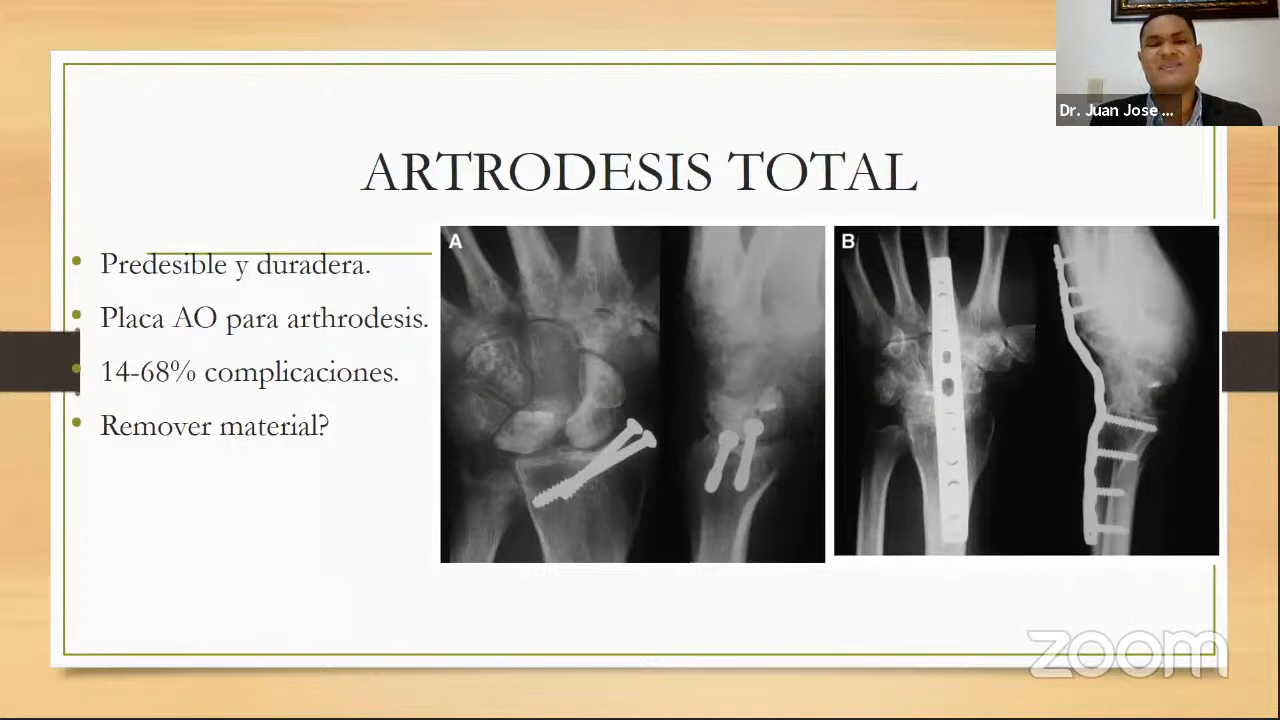 Dr. Juan Jose ...
ARTRODESIS TOTAL
Predesible y duradera.
Placa AO para arthrodesis.
14-68% complicaciones.
Remover material?
A
B
zoom